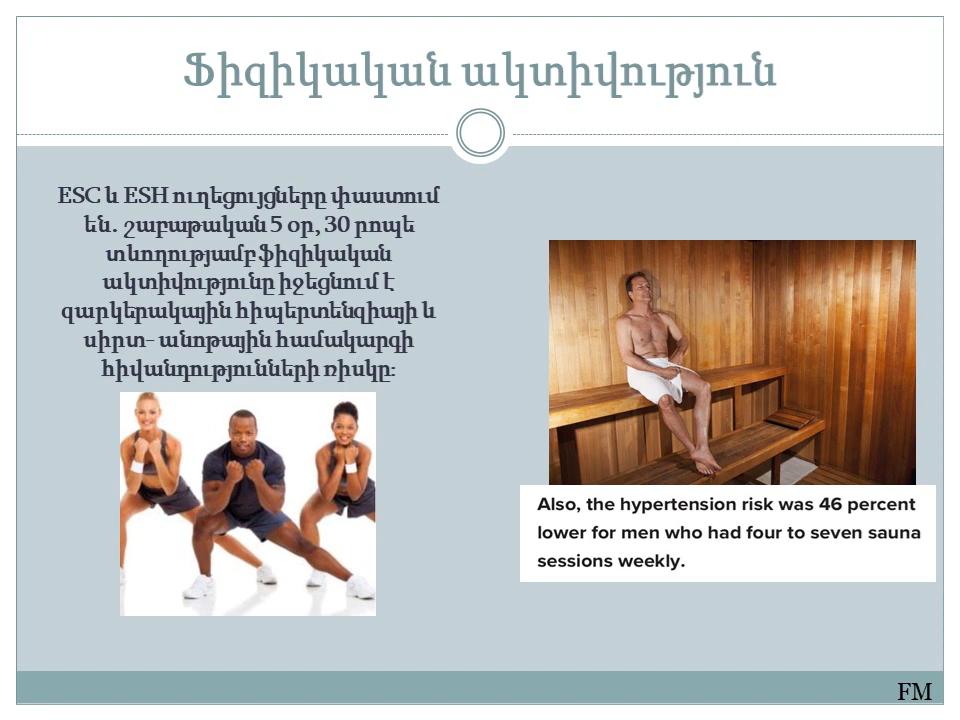 Ֆիզիկական ակտիվություն
ESC և ESH ուղեցույցները փաստում
են. շաբաթական 5 օր, 30 րոպե
տևողությամբ ֆիզիկական
ակտիվությունը իջեցնում է
զարկերակային հիպերտենզիայի և
սիրտ- անոթային համակարգի
հիվանդությունների ռիսկը:
Also, the hypertension risk was 46 percent
lower for men who had four to seven sauna
sessions weekly.
FM